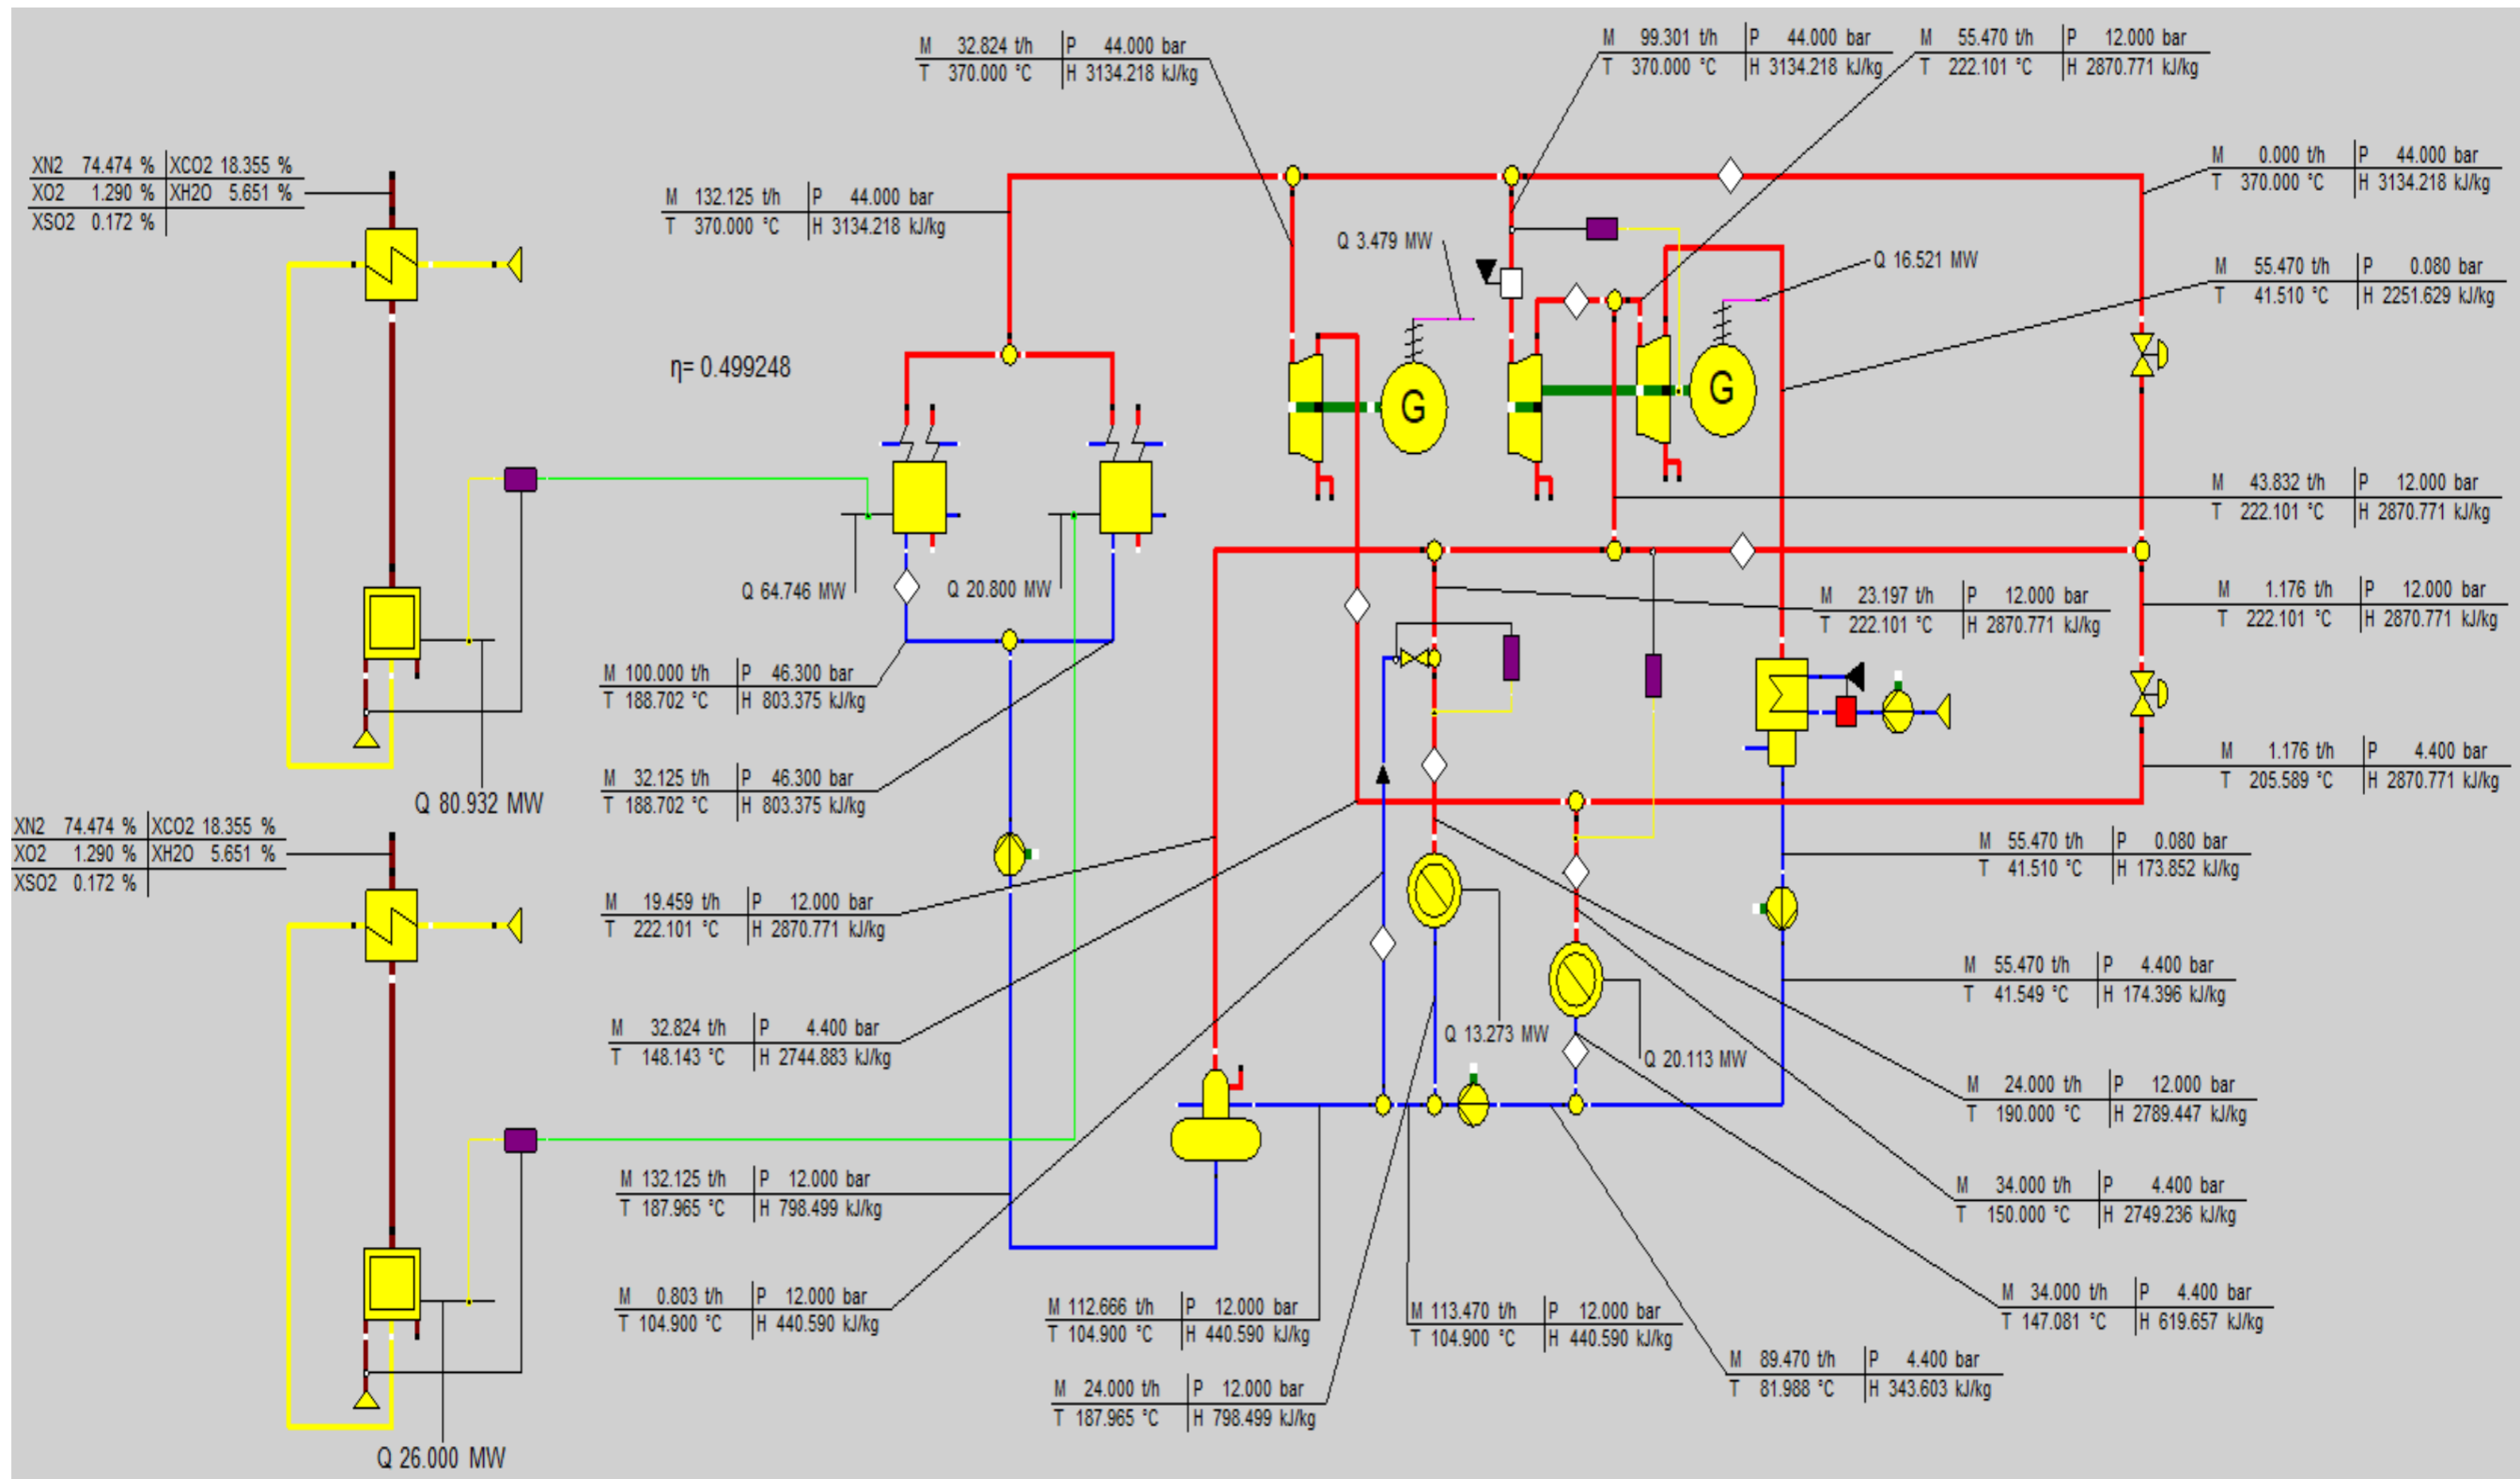 M 32.824 t/h P 44.000 bar
T 370.000 °C H 3134.218 kJ/kg
M 99.301 t/h P 44.000 bar
T 370.000 °C H 3134.218 kJ/kg
M 55.470 t/h P 12.000 bar
T 222.101 °C H 2870.771 kJ/kg
XN2 74.474 % XCO2 18.355 %
XO2 1.290 % XH2O 5.651 %
XSO2 0.172 %
M 132.125 t/h P 44.000 bar
T 370.000 °C H 3134.218 kJ/kg
M 0.000 t/h P 44.000 bar
T 370.000 °C H 3134.218 kJ/kg
Q 3.479 MW
Q 16.521 MW
M 55.470 t/h P 0.080 bar
T 41.510 °C H 2251.629 kJ/kg
η= 0.499248
G
G
M 43.832 t/h P 12.000 bar
T 222.101 °C H 2870.771 kJ/kg
Q 64.746 MW
Q 20.800 MW
M 23.197 t/h P 12.000 bar
T 222.101 °C H 2870.771 kJ/kg
M 1.176 t/h P 12.000 bar
T 222.101 °C H 2870.771 kJ/kg
M 100.000 t/h P 46.300 bar
T 188.702 °C H 803.375 kJ/kg
M 32.125 t/h P 46.300 bar
T 188.702 °C H 803.375 kJ/kg
M 1.176 t/h P 4.400 bar
T 205.589 °C H 2870.771 kJ/kg
Q 80.932 MW
XN2 74.474 % XCO2 18.355 %
XO2 1.290 % XH2O 5.651 %
XSO2 0.172 %
M 55.470 t/h P 0.080 bar
T 41.510 °C H 173.852 kJ/kg
M 19.459 t/h P 12.000 bar
T 222.101 °C H 2870.771 kJ/kg
M 55.470 t/h P 4.400 bar
T 41.549 °C H 174.396 kJ/kg
M 32.824 t/h P 4.400 bar
T 148.143 °C H 2744.883 kJ/kg
Q 13.273 MW
Q 20.113 MW
M 24.000 t/h P 12.000 bar
T 190.000 °C H 2789.447 kJ/kg
M 132.125 t/h P 12.000 bar
T 187.965 °C H 798.499 kJ/kg
M 34.000 t/h P 4.400 bar
T 150.000 °C H 2749.236 kJ/kg
M 0.803 t/h P 12.000 bar
T 104.900 °C H 440.590 kJ/kg
M 112.666 t/h P 12.000 bar
T 104.900 °C H 440.590 kJ/kg
M 113.470 t/h P 12.000 bar
T 104.900 °C H 440.590 kJ/kg
M 34.000 t/h P 4.400 bar
T 147.081 °C H 619.657 kJ/kg
M 89.470 t/h P 4.400 bar
T 81.988 °C H 343.603 kJ/kg
M 24.000 t/h P 12.000 bar
T 187.965 °C H 798.499 kJ/kg
Q 26.000 MW